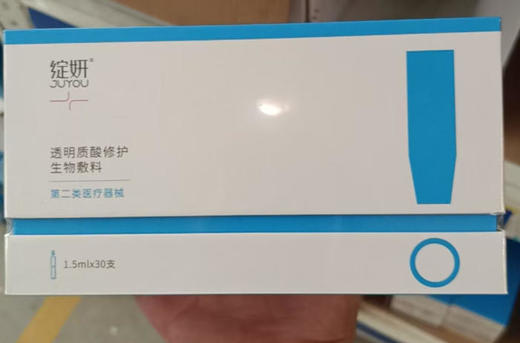 绽妍®
JUYOU
透明质酸修护
生物敷料
第二类医疗器械
1.5mlx30支